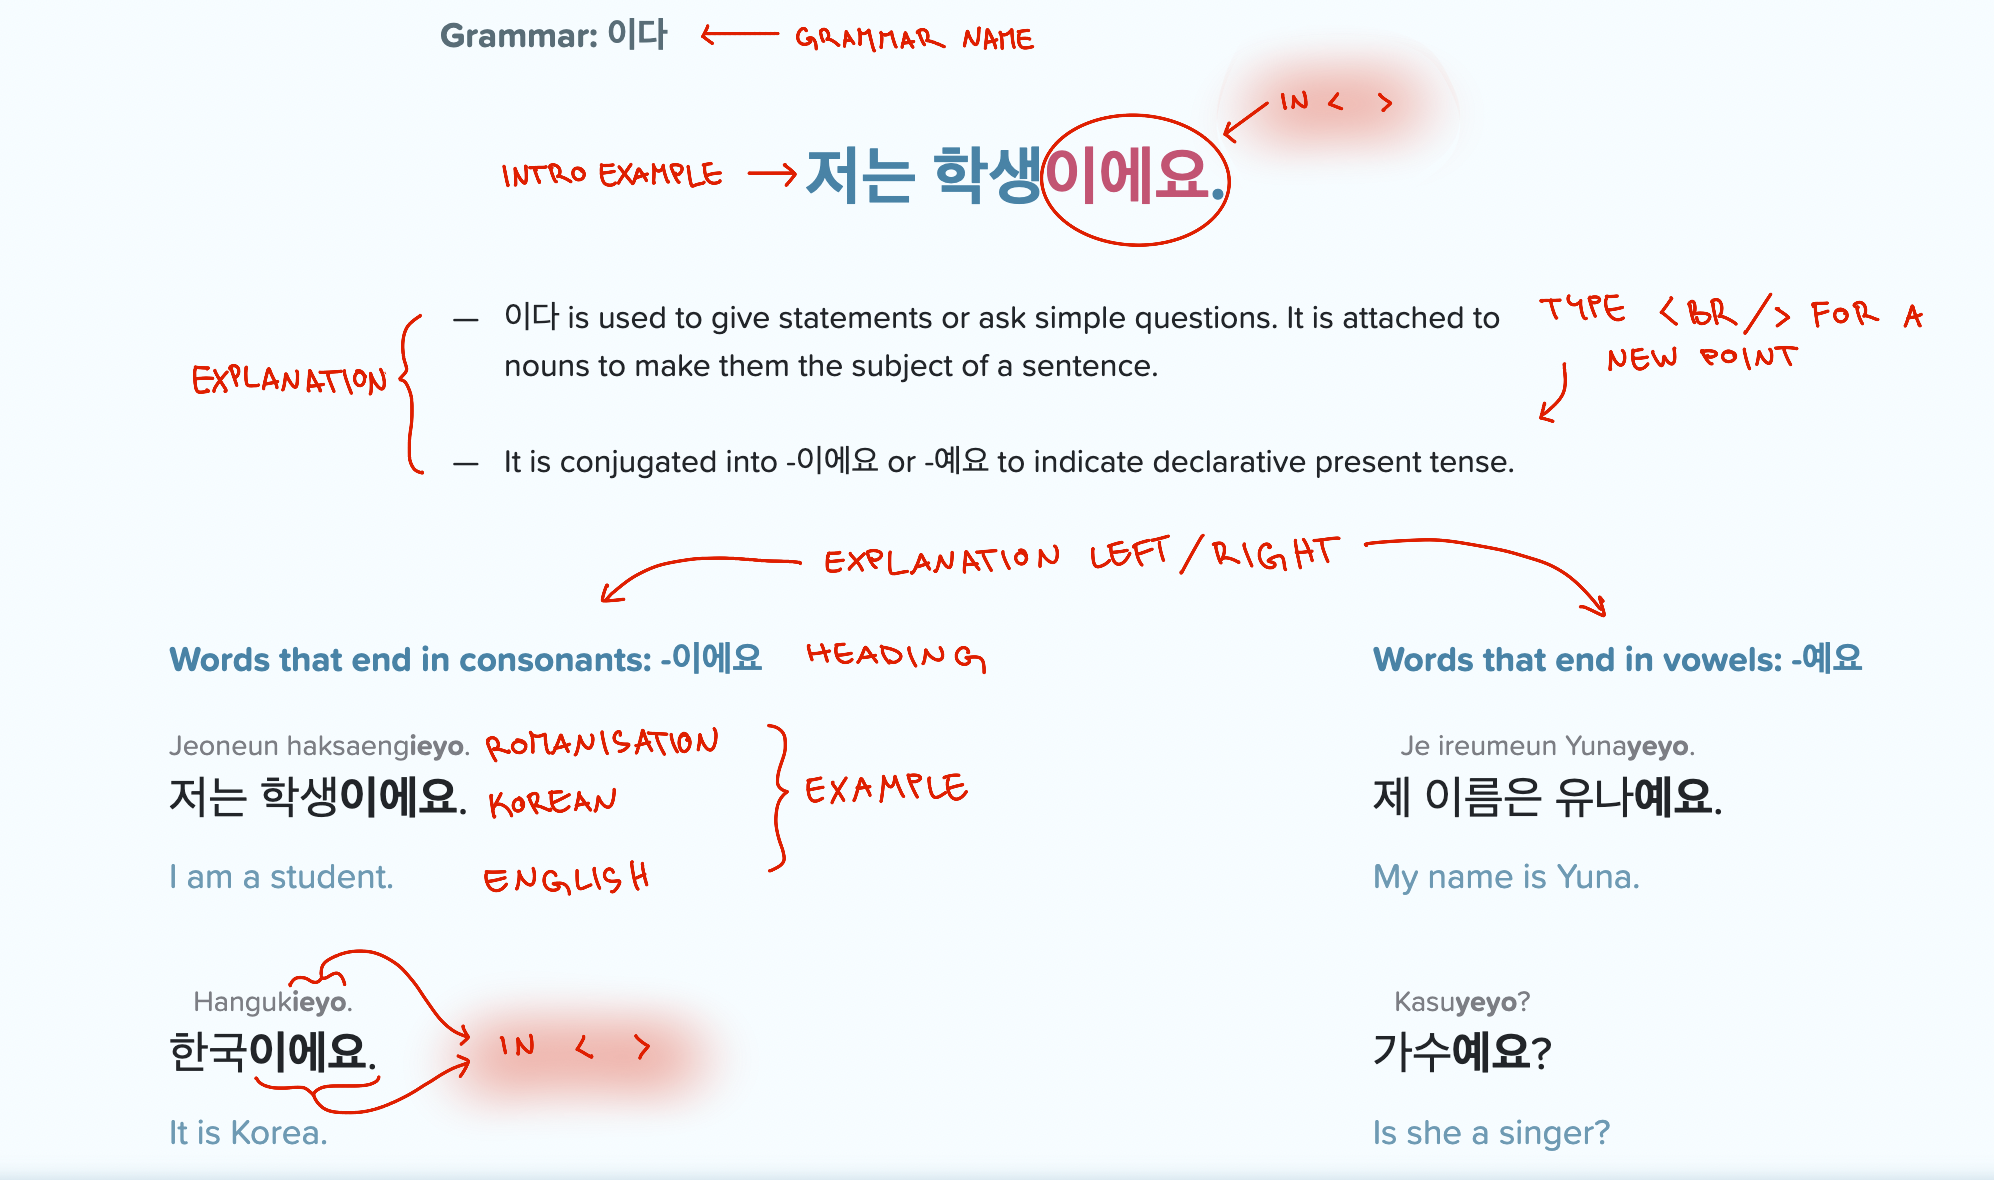 Grammar: 이다 ← GRAMMAR NAME
IN < >
INTRO EXAMPLE → 저는 학생이에요.
— 이다 is used to give statements or ask simple questions. It is attached to
nouns to make them the subject of a sentence.
TYPE <BR/> FOR A
NEW POINT
EXPLANATION
— It is conjugated into -이에요 or -예요 to indicate declarative present tense.
EXPLANATION LEFT/RIGHT
Words that end in consonants: -이에요 HEADING
Jeoneun haksaengieyo. ROMANISATION
저는 학생이에요. KOREAN
EXAMPLE
I am a student. ENGLISH
Hangukieyo.
한국이에요.
IN < >
It is Korea.
Words that end in vowels: -예요
Je ireumeun Yunayeyo.
제 이름은 유나예요.
My name is Yuna.
Kasuyeyo?
가수예요?
Is she a singer?